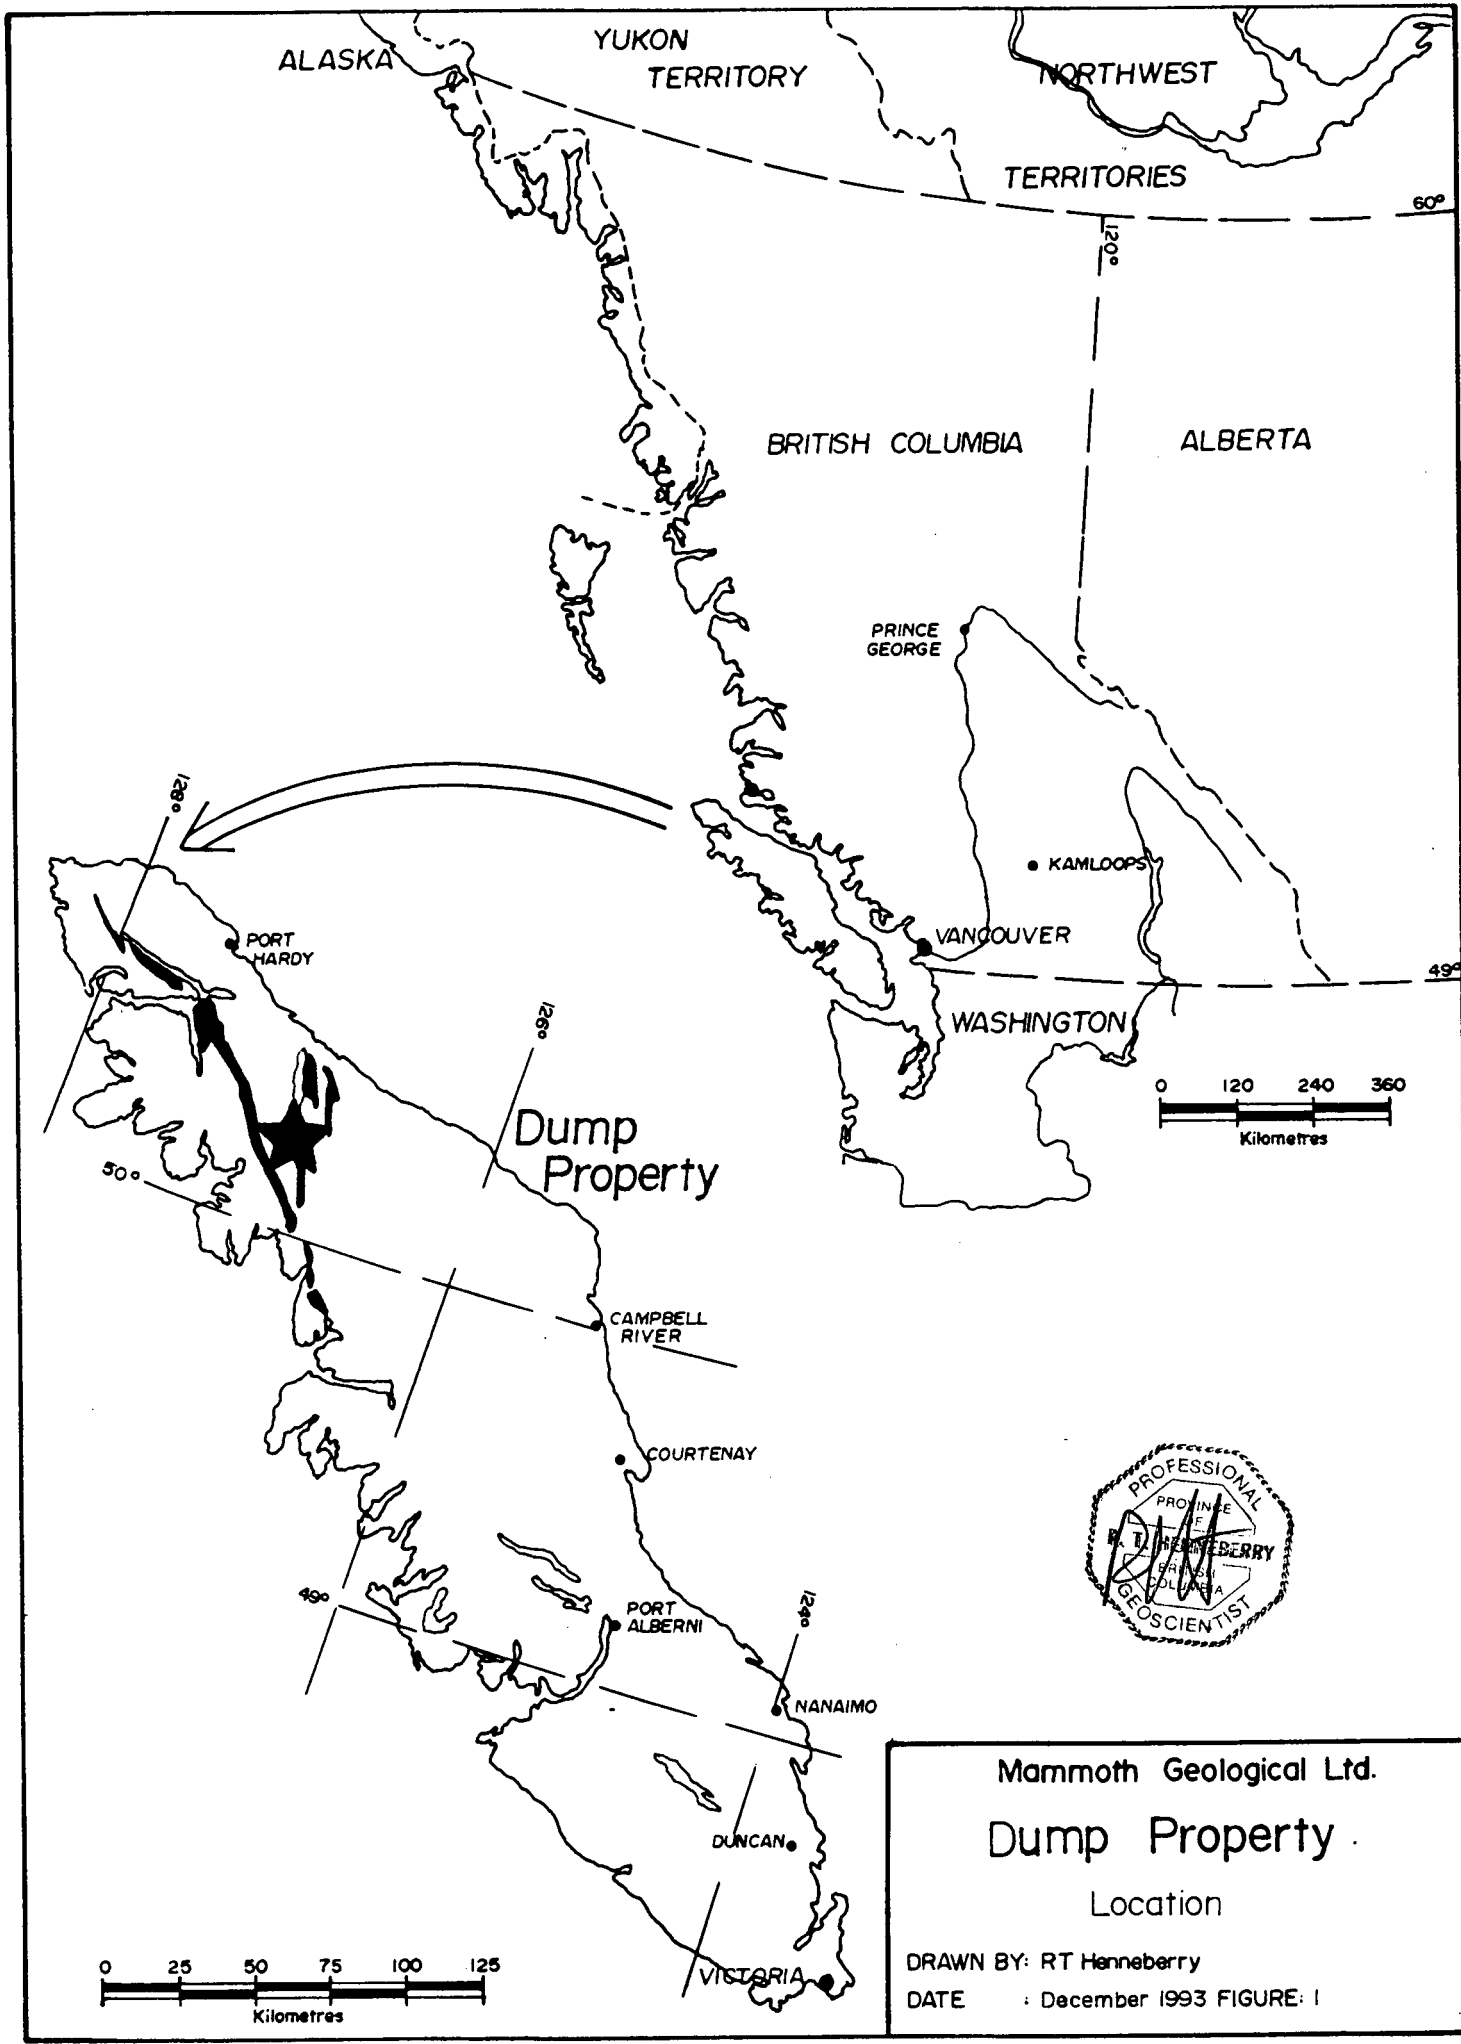 ALASKA
YUKON
TERRITORY
NORTHWEST
TERRITORIES
60°
120°
BRITISH COLUMBIA
ALBERTA
PRINCE
GEORGE
128°
KAMLOOPS
PORT
HARDY
VANCOUVER
49°
126°
WASHINGTON
0 120 240 360
Kilometres
Dump
Property
50°
CAMPBELL
RIVER
COURTENAY
PROFESSIONAL
PROVINCE
OF
R. T. HENNEBERRY
BRITISH
COLUMBIA
GEOSCIENTIST
49°
PORT
ALBERNI
124°
NANAIMO
DUNCAN
VICTORIA
0 25 50 75 100 125
Kilometres
Mammoth Geological Ltd.
Dump Property
Location
DRAWN BY: RT Henneberry
DATE : December 1993 FIGURE: 1